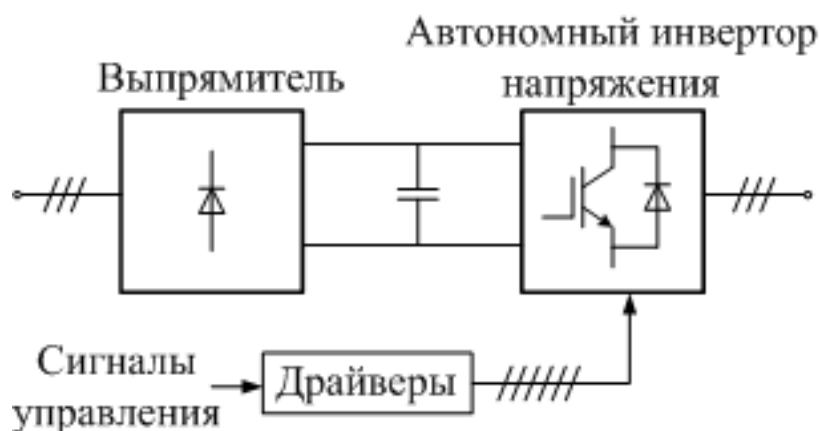 Автономный инвертор
напряжения
Выпрямитель
Сигналы
управления
Драйверы